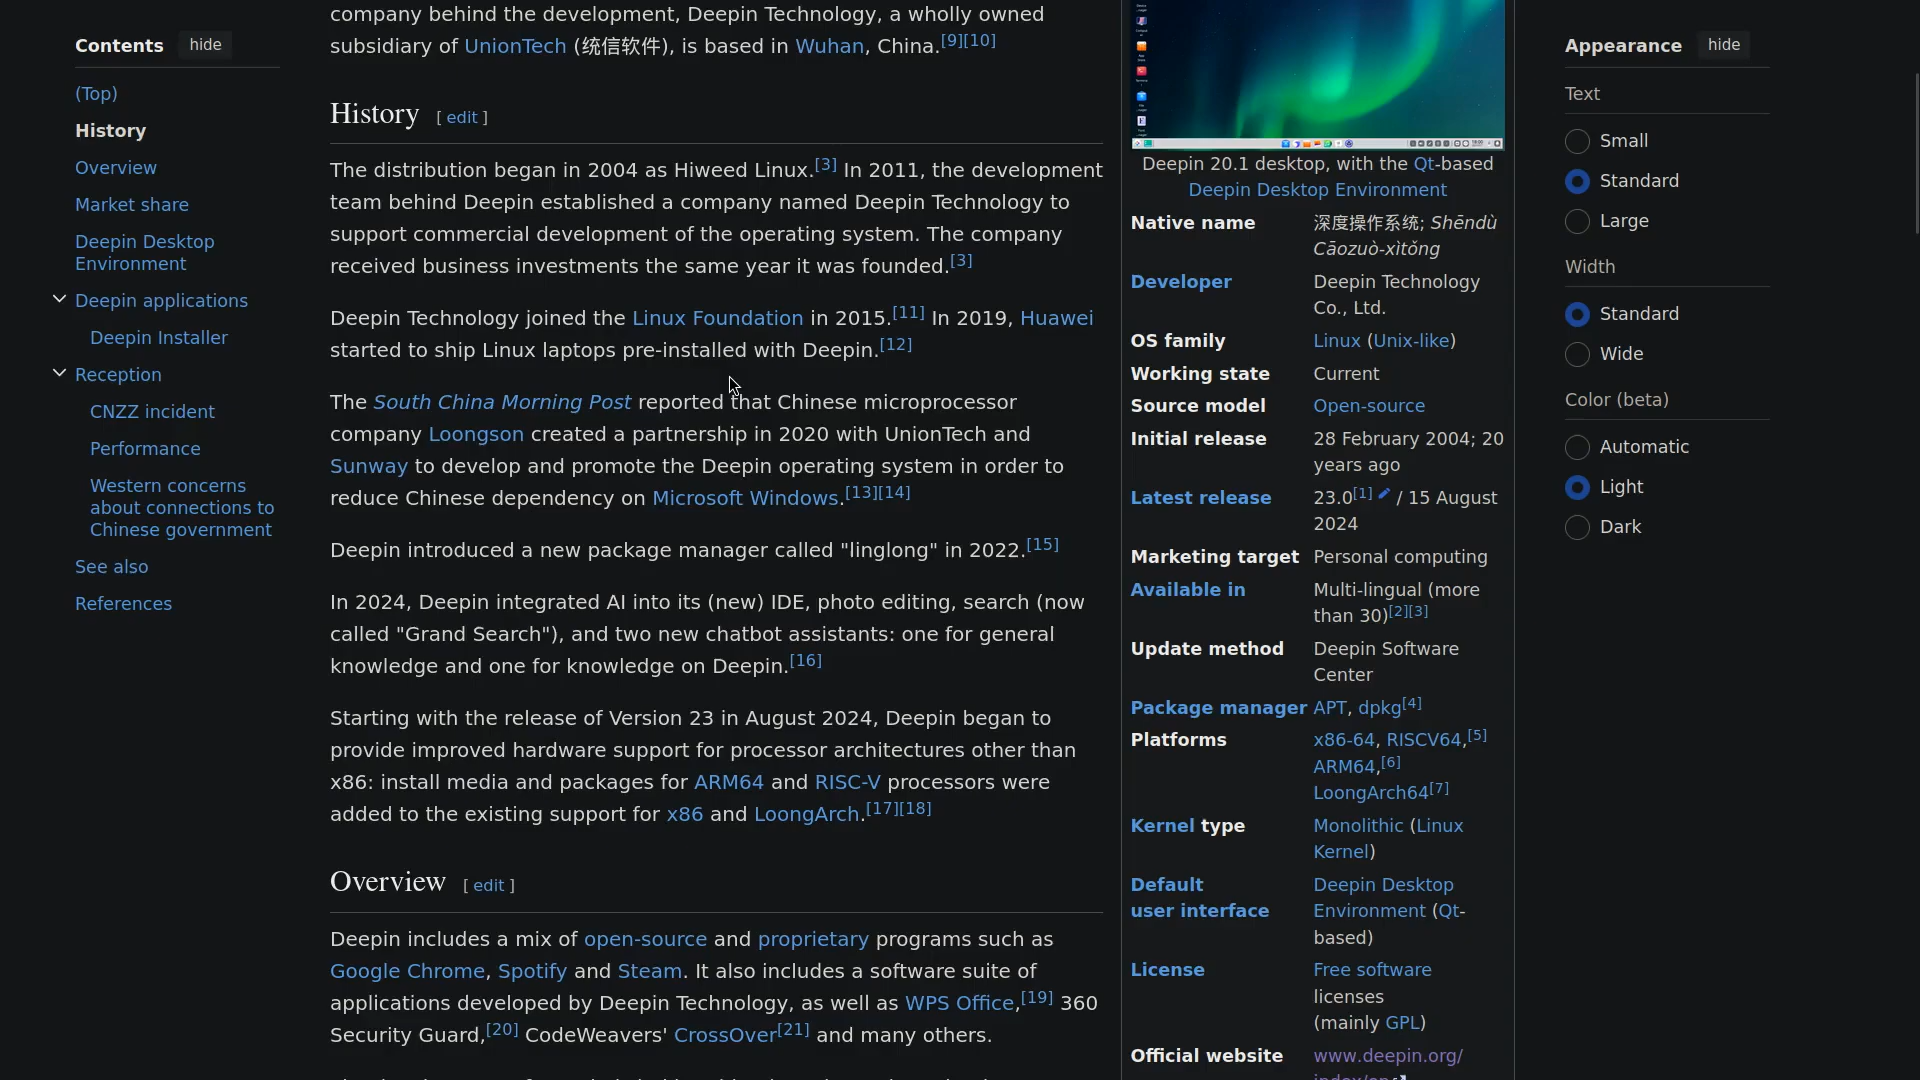 Contents hide
(Top)
History
Overview
Market share
Deepin Desktop
Environment
Deepin applications
Deepin Installer
Reception
CNZZ incident
Performance
Western concerns
about connections to
Chinese government
See also
References
company behind the development, Deepin Technology, a wholly owned
subsidiary of UnionTech (统信软件), is based in Wuhan, China.[9][10]
History [ edit ]
The distribution began in 2004 as Hiweed Linux.[3] In 2011, the development
team behind Deepin established a company named Deepin Technology to
support commercial development of the operating system. The company
received business investments the same year it was founded.[3]
Deepin Technology joined the Linux Foundation in 2015.[11] In 2019, Huawei
started to ship Linux laptops pre-installed with Deepin.[12]
The South China Morning Post reported that Chinese microprocessor
company Loongson created a partnership in 2020 with UnionTech and
Sunway to develop and promote the Deepin operating system in order to
reduce Chinese dependency on Microsoft Windows.[13][14]
Deepin introduced a new package manager called "linglong" in 2022.[15]
In 2024, Deepin integrated AI into its (new) IDE, photo editing, search (now
called "Grand Search"), and two new chatbot assistants: one for general
knowledge and one for knowledge on Deepin.[16]
Starting with the release of Version 23 in August 2024, Deepin began to
provide improved hardware support for processor architectures other than
x86: install media and packages for ARM64 and RISC-V processors were
added to the existing support for x86 and LoongArch.[17][18]
Overview [ edit ]
Deepin includes a mix of open-source and proprietary programs such as
Google Chrome, Spotify and Steam. It also includes a software suite of
applications developed by Deepin Technology, as well as WPS Office,[19] 360
Security Guard,[20] CodeWeavers' CrossOver[21] and many others.
Deepin 20.1 desktop, with the Qt-based
Deepin Desktop Environment
Native name 深度操作系统; Shēndù
Cāozuò-xìtǒng
Developer Deepin Technology
Co., Ltd.
OS family Linux (Unix-like)
Working state Current
Source model Open-source
Initial release 28 February 2004; 20
years ago
Latest release 23.0[1] / 15 August
2024
Marketing target Personal computing
Available in Multi-lingual (more
than 30)[2][3]
Update method Deepin Software
Center
Package manager APT, dpkg[4]
Platforms x86-64, RISCV64,[5]
ARM64,[6]
LoongArch64[7]
Kernel type Monolithic (Linux
Kernel)
Default Deepin Desktop
user interface Environment (Qt-
based)
License Free software
licenses
(mainly GPL)
Official website www.deepin.org/
Appearance hide
Text
Small
Standard
Large
Width
Standard
Wide
Color (beta)
Automatic
Light
Dark